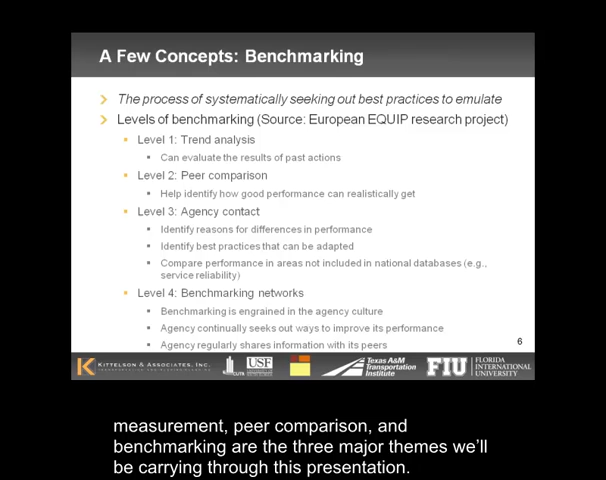 A Few Concepts: Benchmarking
The process of systematically seeking out best practices to emulate
Levels of benchmarking (Source: European EQUIP research project)
Level 1: Trend analysis
Can evaluate the results of past actions
Level 2: Peer comparison
Help identify how good performance can realistically get
Level 3: Agency contact
Identify reasons for differences in performance
Identify best practices that can be adapted
Compare performance in areas not included in national databases (e.g.,
service reliability)
Level 4: Benchmarking networks
Benchmarking is engrained in the agency culture
Agency continually seeks out ways to improve its performance
Agency regularly shares information with its peers
6
KITTELSON & ASSOCIATES, INC.
CUTR
USF
Texas A&M
Transportation
Institute
FIU
FLORIDA
INTERNATIONAL
UNIVERSITY
measurement, peer comparison, and
benchmarking are the three major themes we'll
be carrying through this presentation.